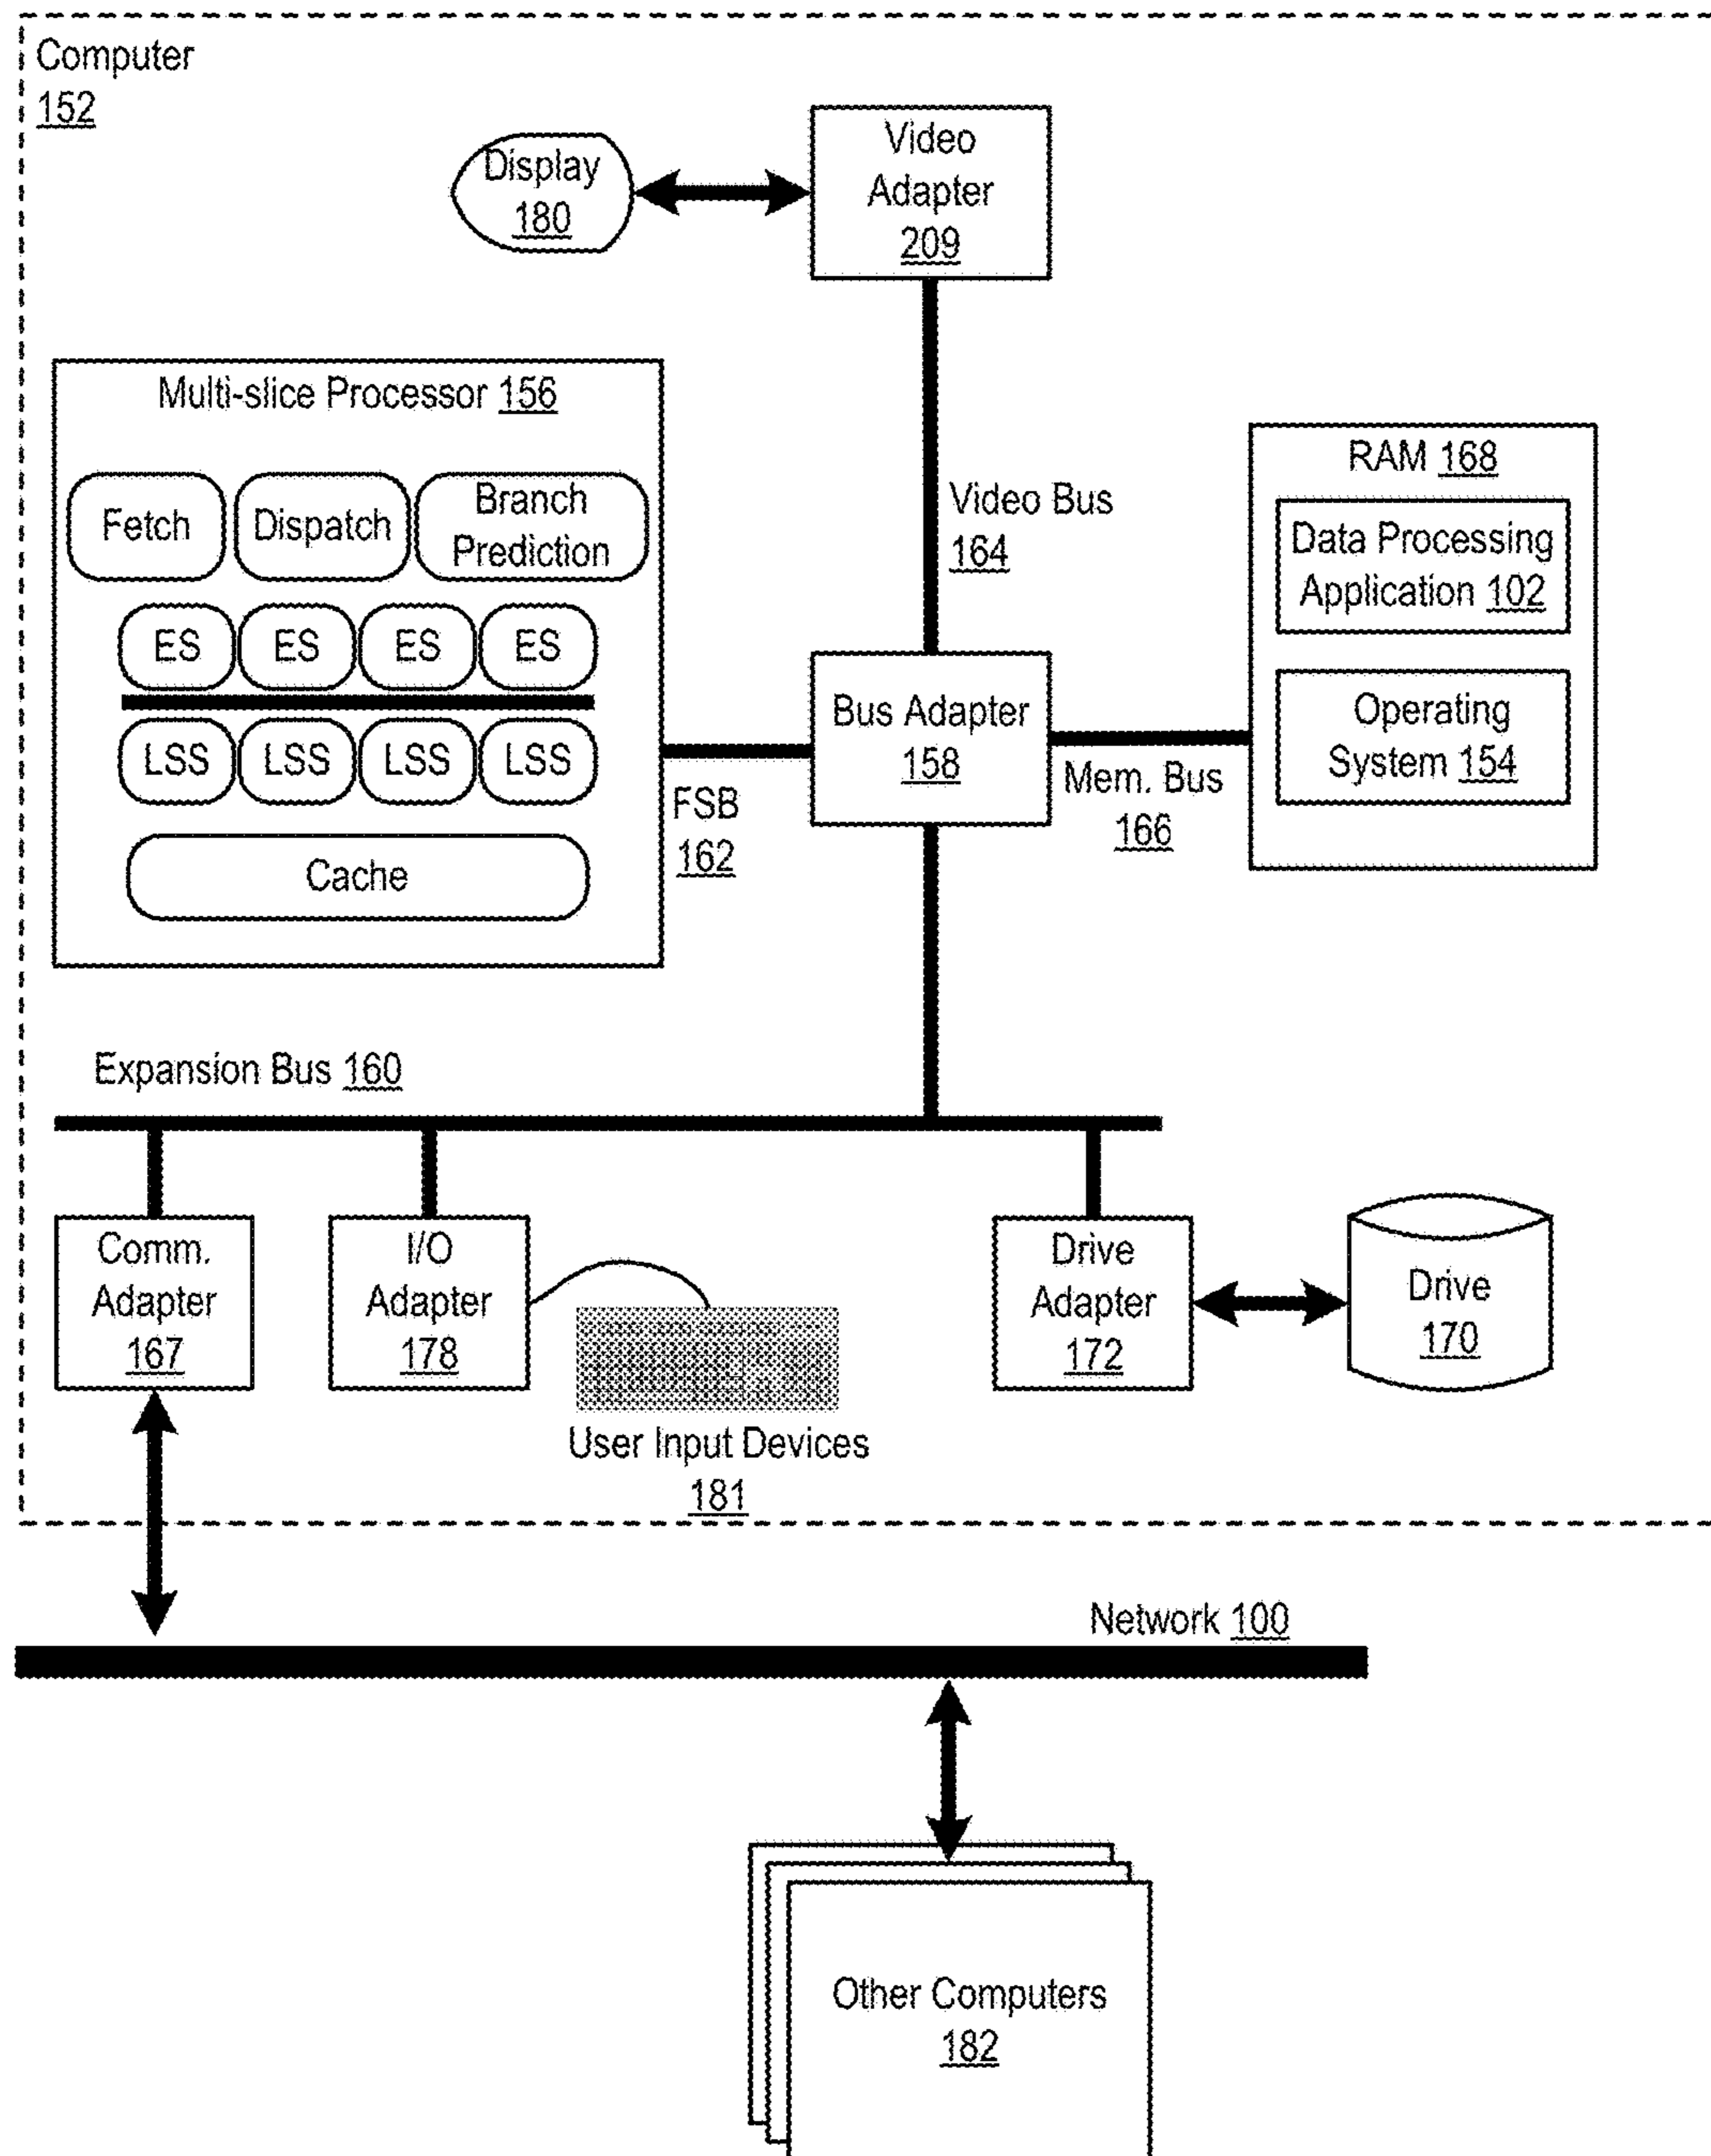 Computer
152
Display
180
Video
Adapter
209
Multi-slice Processor 156
Fetch
Dispatch
Branch
Prediction
ES
ES
ES
ES
LSS
LSS
LSS
LSS
Cache
FSB
162
Video Bus
164
Bus Adapter
158
Mem. Bus
166
RAM 168
Data Processing
Application 102
Operating
System 154
Expansion Bus 160
Comm.
Adapter
167
I/O
Adapter
178
User Input Devices
181
Drive
Adapter
172
Drive
170
Network 100
Other Computers
182